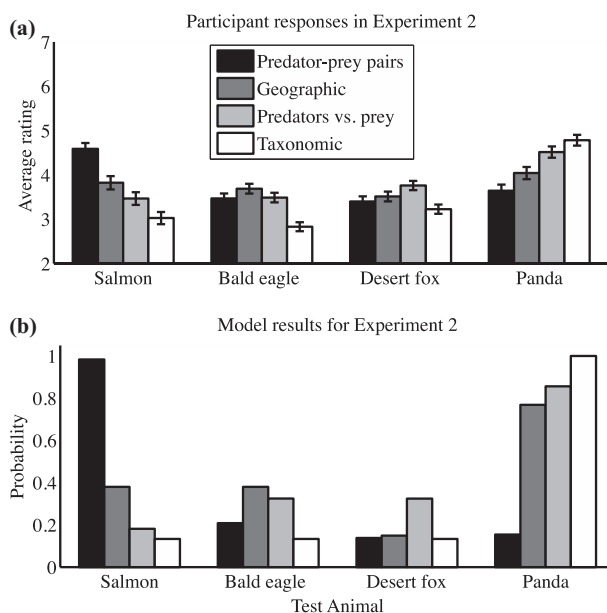 (a)
Participant responses in Experiment 2
7
6
5
4
3
2
Average rating
Predator-prey pairs
Geographic
Predators vs. prey
Taxonomic
Salmon Bald eagle Desert fox Panda
(b)
Model results for Experiment 2
1
0.8
0.6
0.4
0.2
0
Probability
Salmon Bald eagle Desert fox Panda
Test Animal